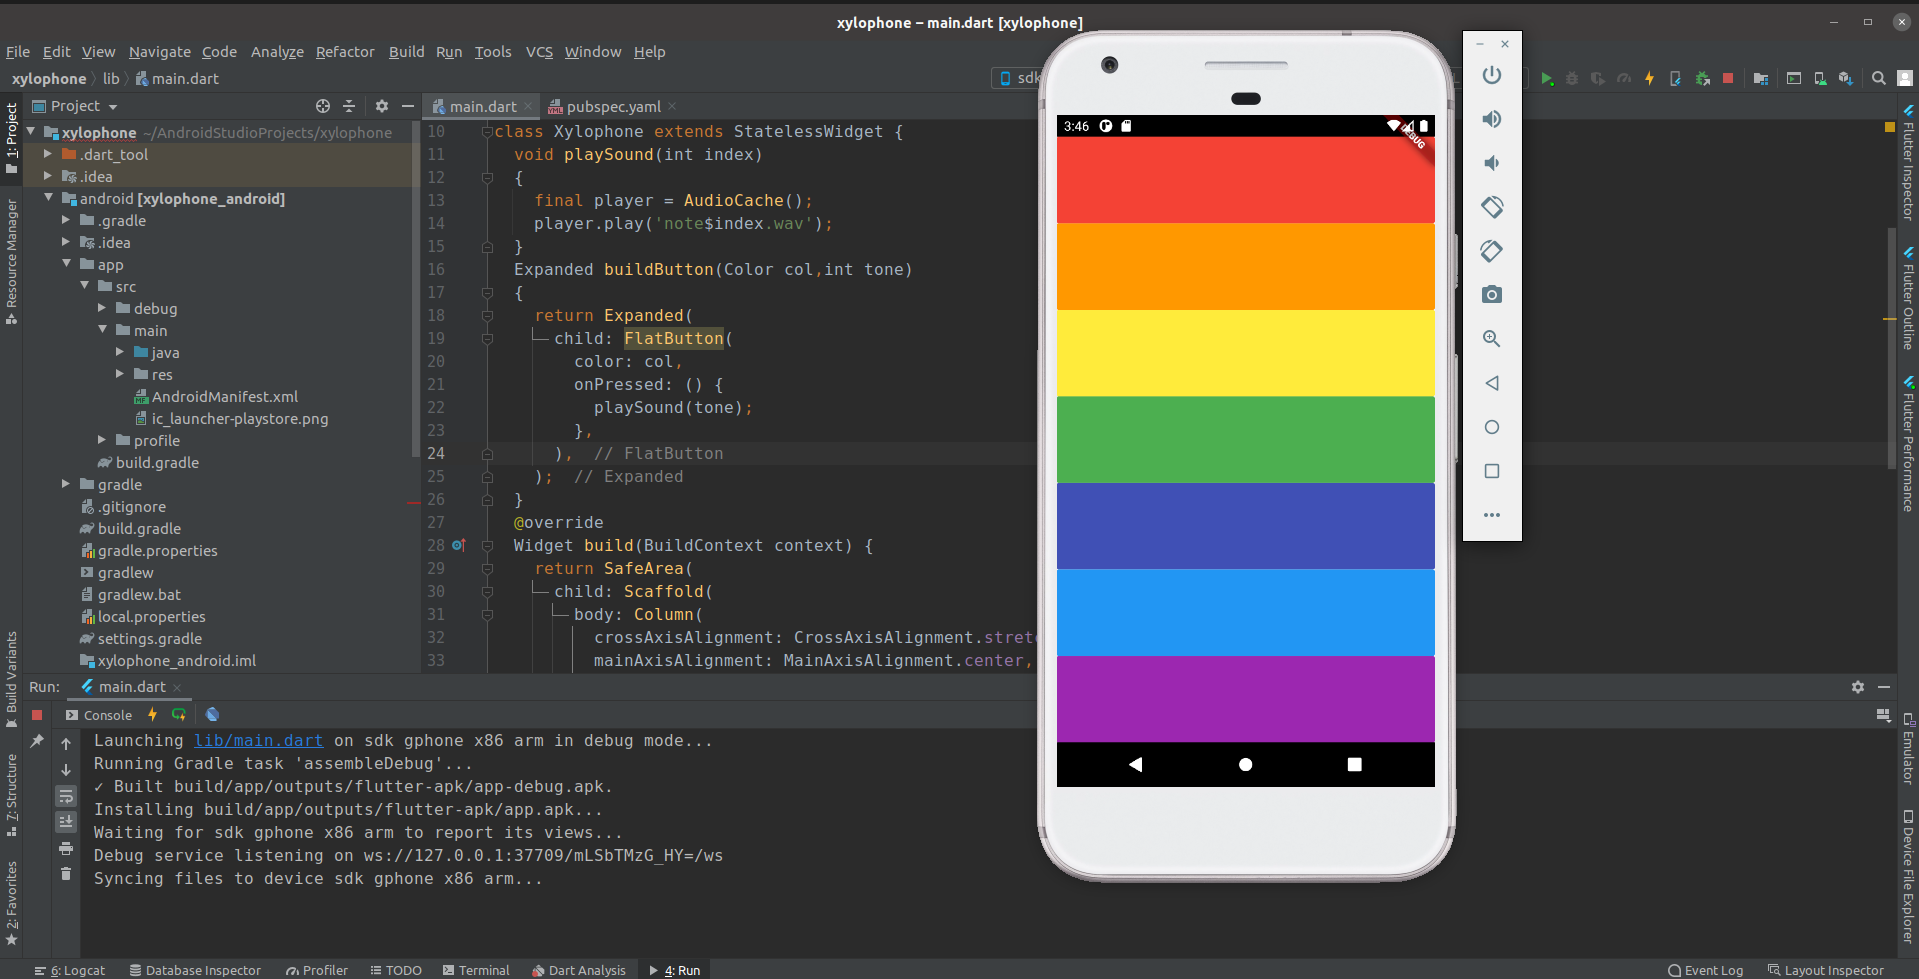 xylophone – main.dart [xylophone]
File Edit View Navigate Code Analyze Refactor Build Run Tools VCS Window Help
xylophone lib main.dart
sdk
1: Project
Resource Manager
Build Variants
7: Structure
2: Favorites
Project
xylophone ~/AndroidStudioProjects/xylophone
.dart_tool
.idea
android [xylophone_android]
.gradle
.idea
app
src
debug
main
java
res
AndroidManifest.xml
ic_launcher-playstore.png
profile
build.gradle
gradle
.gitignore
build.gradle
gradle.properties
gradlew
gradlew.bat
local.properties
settings.gradle
xylophone_android.iml
main.dart pubspec.yaml
10 class Xylophone extends StatelessWidget {
11 void playSound(int index)
12 {
13 final player = AudioCache();
14 player.play('note$index.wav');
15 }
16 Expanded buildButton(Color col,int tone)
17 {
18 return Expanded(
19 child: FlatButton(
20 color: col,
21 onPressed: () {
22 playSound(tone);
23 },
24 ), // FlatButton
25 ); // Expanded
26 }
27 @override
28 Widget build(BuildContext context) {
29 return SafeArea(
30 child: Scaffold(
31 body: Column(
32 crossAxisAlignment: CrossAxisAlignment.stretc
33 mainAxisAlignment: MainAxisAlignment.center,
3:46
DEBUG
Flutter Inspector
Flutter Outline
Flutter Performance
Emulator
Device File Explorer
Run: main.dart
Console
Launching lib/main.dart on sdk gphone x86 arm in debug mode...
Running Gradle task 'assembleDebug'...
✓ Built build/app/outputs/flutter-apk/app-debug.apk.
Installing build/app/outputs/flutter-apk/app.apk...
Waiting for sdk gphone x86 arm to report its views...
Debug service listening on ws://127.0.0.1:37709/mLSbTMzG_HY=/ws
Syncing files to device sdk gphone x86 arm...
6: Logcat Database Inspector Profiler TODO Terminal Dart Analysis 4: Run Event Log Layout Inspector